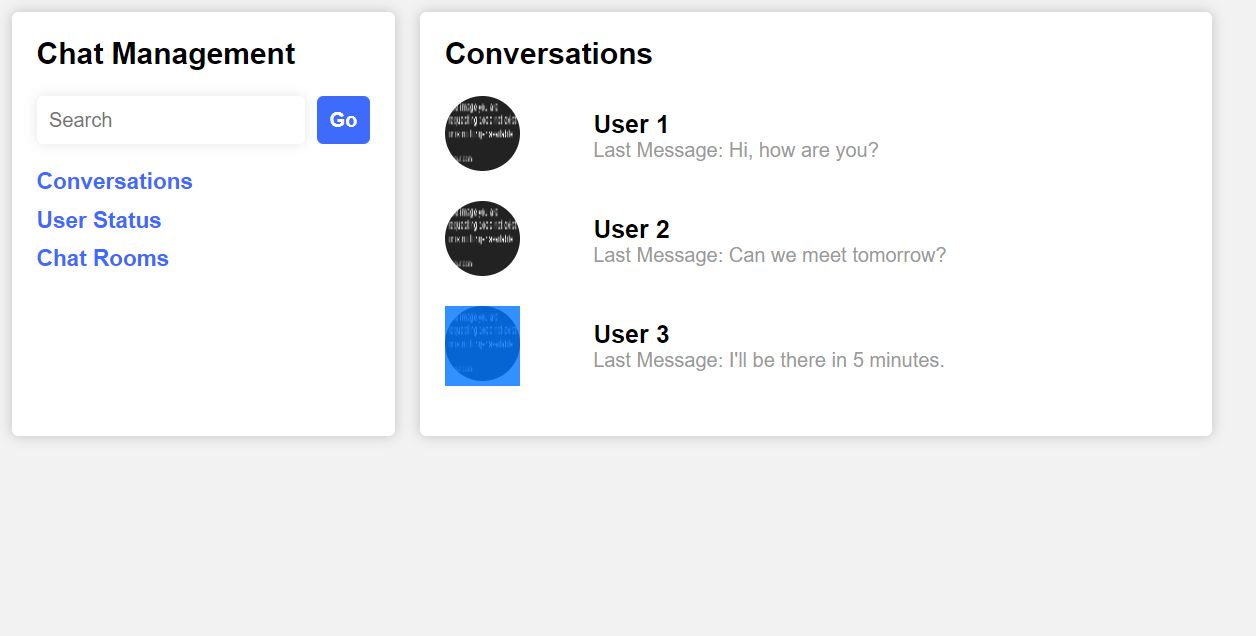 Chat Management
Search
Go
Conversations
User Status
Chat Rooms
Conversations
User 1
Last Message: Hi, how are you?
User 2
Last Message: Can we meet tomorrow?
User 3
Last Message: I'll be there in 5 minutes.